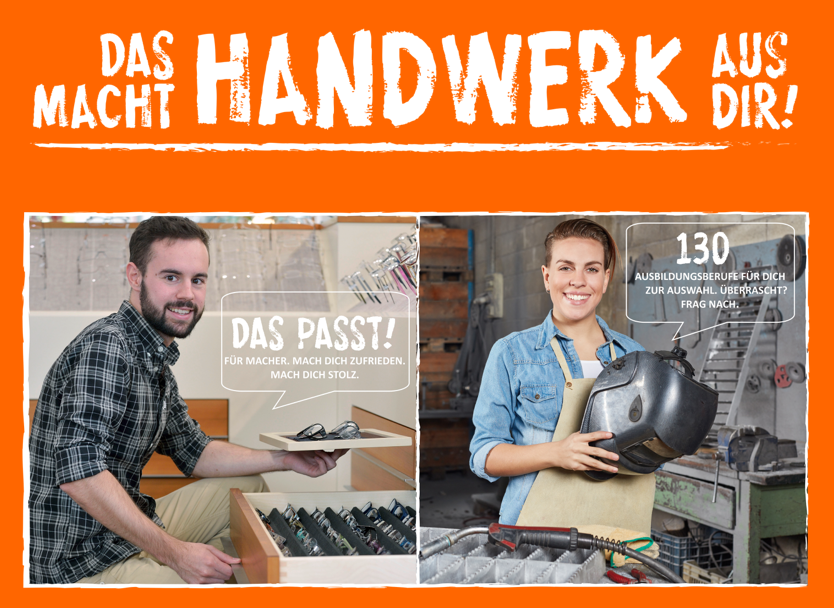 DAS MACHT HANDWERK AUS DIR!
DAS PASST!
FÜR MACHER. MACH DICH ZUFRIEDEN.
MACH DICH STOLZ.
130
AUSBILDUNGSBERUFE FÜR DICH
ZUR AUSWAHL. ÜBERRASCHT?
FRAG NACH.